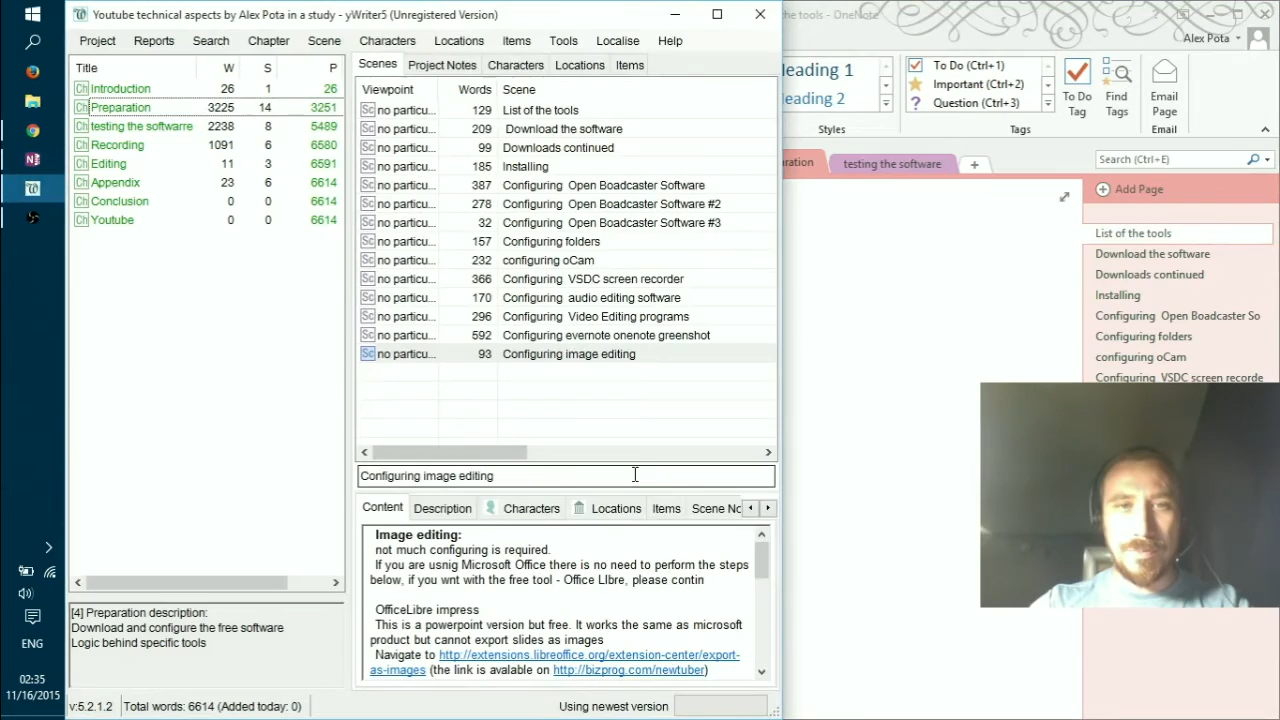 Youtube technical aspects by Alex Pota in a study - yWriter5 (Unregistered Version)
the tools - OneNote
Project Reports Search Chapter Scene Characters Locations Items Tools Localise Help
Alex Pota
Title W S P
Introduction 26 1 26
Preparation 3225 14 3251
testing the softwarre 2238 8 5489
Recording 1091 6 6580
Editing 11 3 6591
Appendix 23 6 6614
Conclusion 0 0 6614
Youtube 0 0 6614
Scenes Project Notes Characters Locations Items
Viewpoint Words Scene
no particu... 129 List of the tools
no particu... 209 Download the software
no particu... 99 Downloads continued
no particu... 185 Installing
no particu... 387 Configuring Open Boadcaster Software
no particu... 278 Configuring Open Boadcaster Software #2
no particu... 32 Configuring Open Boadcaster Software #3
no particu... 157 Configuring folders
no particu... 232 configuring oCam
no particu... 366 Configuring VSDC screen recorder
no particu... 170 Configuring audio editing software
no particu... 296 Configuring Video Editing programs
no particu... 592 Configuring evernote onenote greenshot
no particu... 93 Configuring image editing
Configuring image editing
Content Description Characters Locations Items Scene No
Image editing:
not much configuring is required.
If you are usnig Microsoft Office there is no need to perform the steps
below, if you wnt with the free tool - Office LIbre, please contin
OfficeLibre impress
This is a powerpoint version but free. It works the same as microsoft
product but cannot export slides as images
Navigate to http://extensions.libreoffice.org/extension-center/export-
as-images (the link is avalable on http://bizprog.com/newtuber)
[4] Preparation description:
Download and configure the free software
Logic behind specific tools
v:5.2.1.2 Total words: 6614 (Added today: 0) Using newest version
eading 1
eading 2
Styles
To Do (Ctrl+1)
Important (Ctrl+2)
Question (Ctrl+3)
To Do
Tag
Find
Tags
Tags
Email
Page
Email
ration testing the software
Search (Ctrl+E)
Add Page
List of the tools
Download the software
Downloads continued
Installing
Configuring Open Boadcaster So
Configuring folders
configuring oCam
Configuring VSDC screen recorde
ENG
02:35
11/16/2015